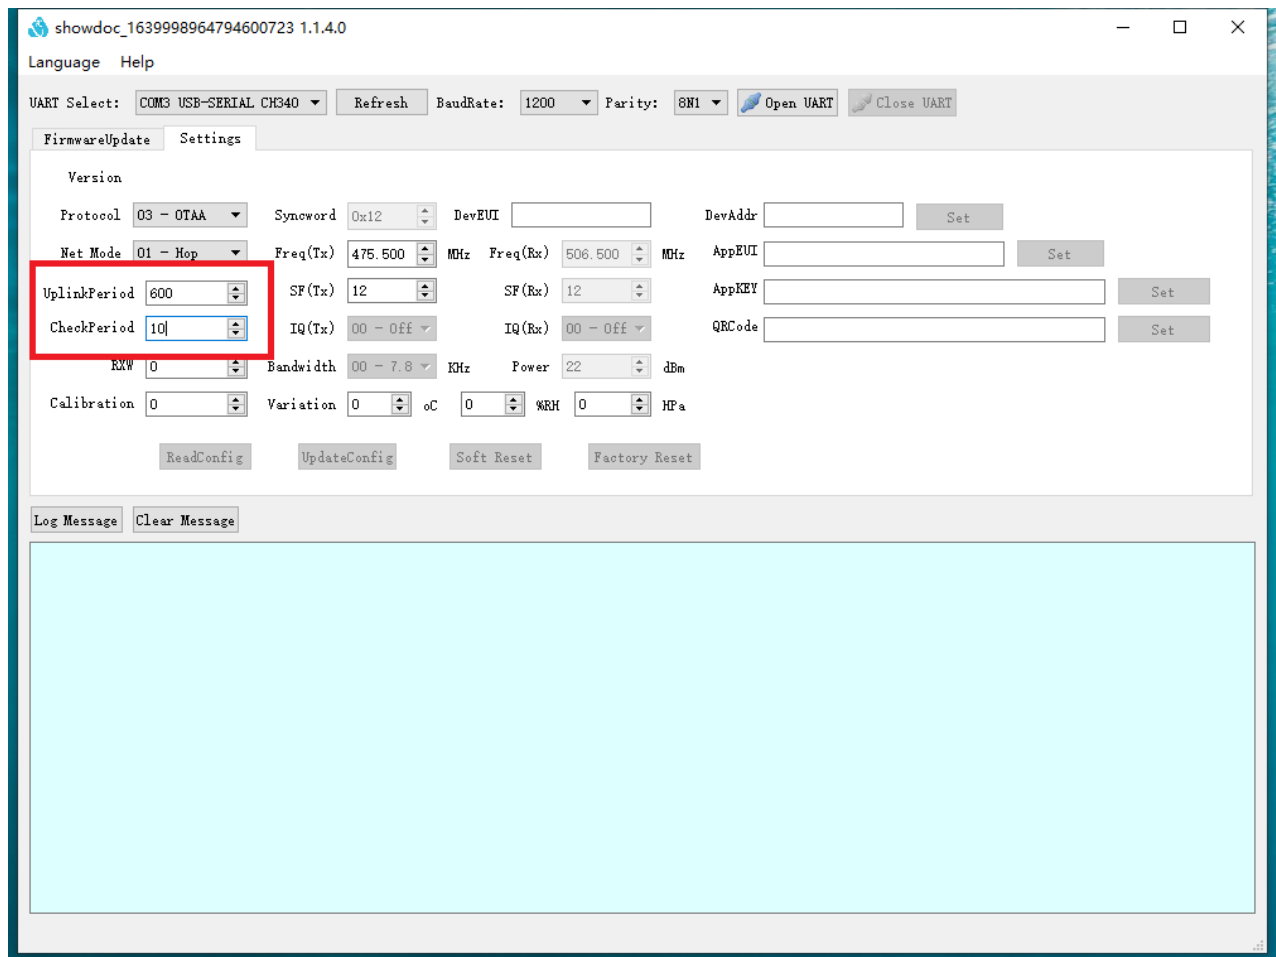 showdoc_1639998964794600723 1.1.4.0
Language Help
UART Select: COM3 USB-SERIAL CH340 Refresh BaudRate: 1200 Parity: 8N1 Open UART Close UART
FirmwareUpdate Settings
Version
Protocol 03 - OTAA Syncword 0x12 DevEUI DevAddr Set
Net Mode 01 - Hop Freq(Tx) 475.500 MHz Freq(Rx) 506.500 MHz AppEUI Set
UplinkPeriod 600 SF(Tx) 12 SF(Rx) 12 AppKEY Set
CheckPeriod 10 IQ(Tx) 00 - Off IQ(Rx) 00 - Off QRCode Set
RXW 0 Bandwidth 00 - 7.8 KHz Power 22 dBm
Calibration 0 Variation 0 oC 0 %RH 0 HPa
ReadConfig UpdateConfig Soft Reset Factory Reset
Log Message Clear Message